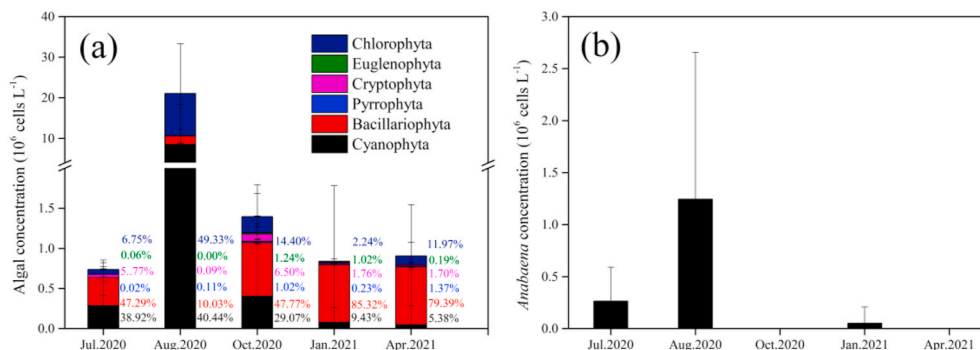 (a)
Chlorophyta
Euglenophyta
Cryptophyta
Pyrrophyta
Bacillariophyta
Cyanophyta
Algal concentration (10⁶ cells L⁻¹)
40
30
20
10
1.5
1.0
0.5
0.0
6.75% 49.33% 14.40% 2.24% 11.97%
0.06% 0.00% 1.24% 1.02% 0.19%
5..77% 0.09% 6.50% 1.76% 1.70%
0.02% 0.11% 1.02% 0.23% 1.37%
47.29% 10.03% 47.77% 85.32% 79.39%
38.92% 40.44% 29.07% 9.43% 5.38%
Jul.2020 Aug.2020 Oct.2020 Jan.2021 Apr.2021
(b)
Anabaena concentration (10⁶ cells L⁻¹)
3.0
2.5
2.0
1.5
1.0
0.5
0.0
Jul.2020 Aug.2020 Oct.2020 Jan.2021 Apr.2021